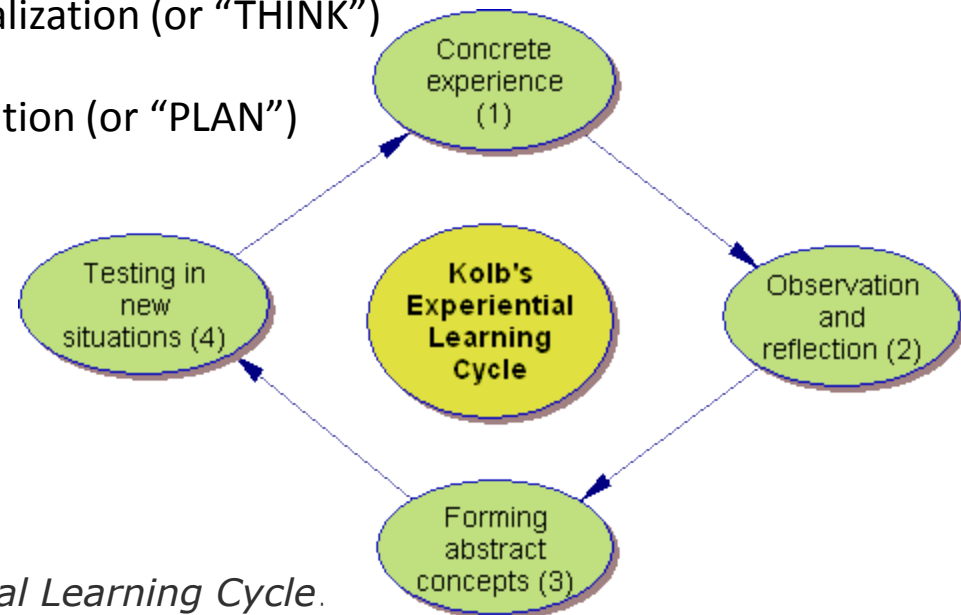 alization (or “THINK”)
tion (or “PLAN”)
Concrete
experience
(1)
Testing in
new
situations (4)
Kolb's
Experiential
Learning
Cycle
Observation
and
reflection (2)
Forming
abstract
concepts (3)
al Learning Cycle.